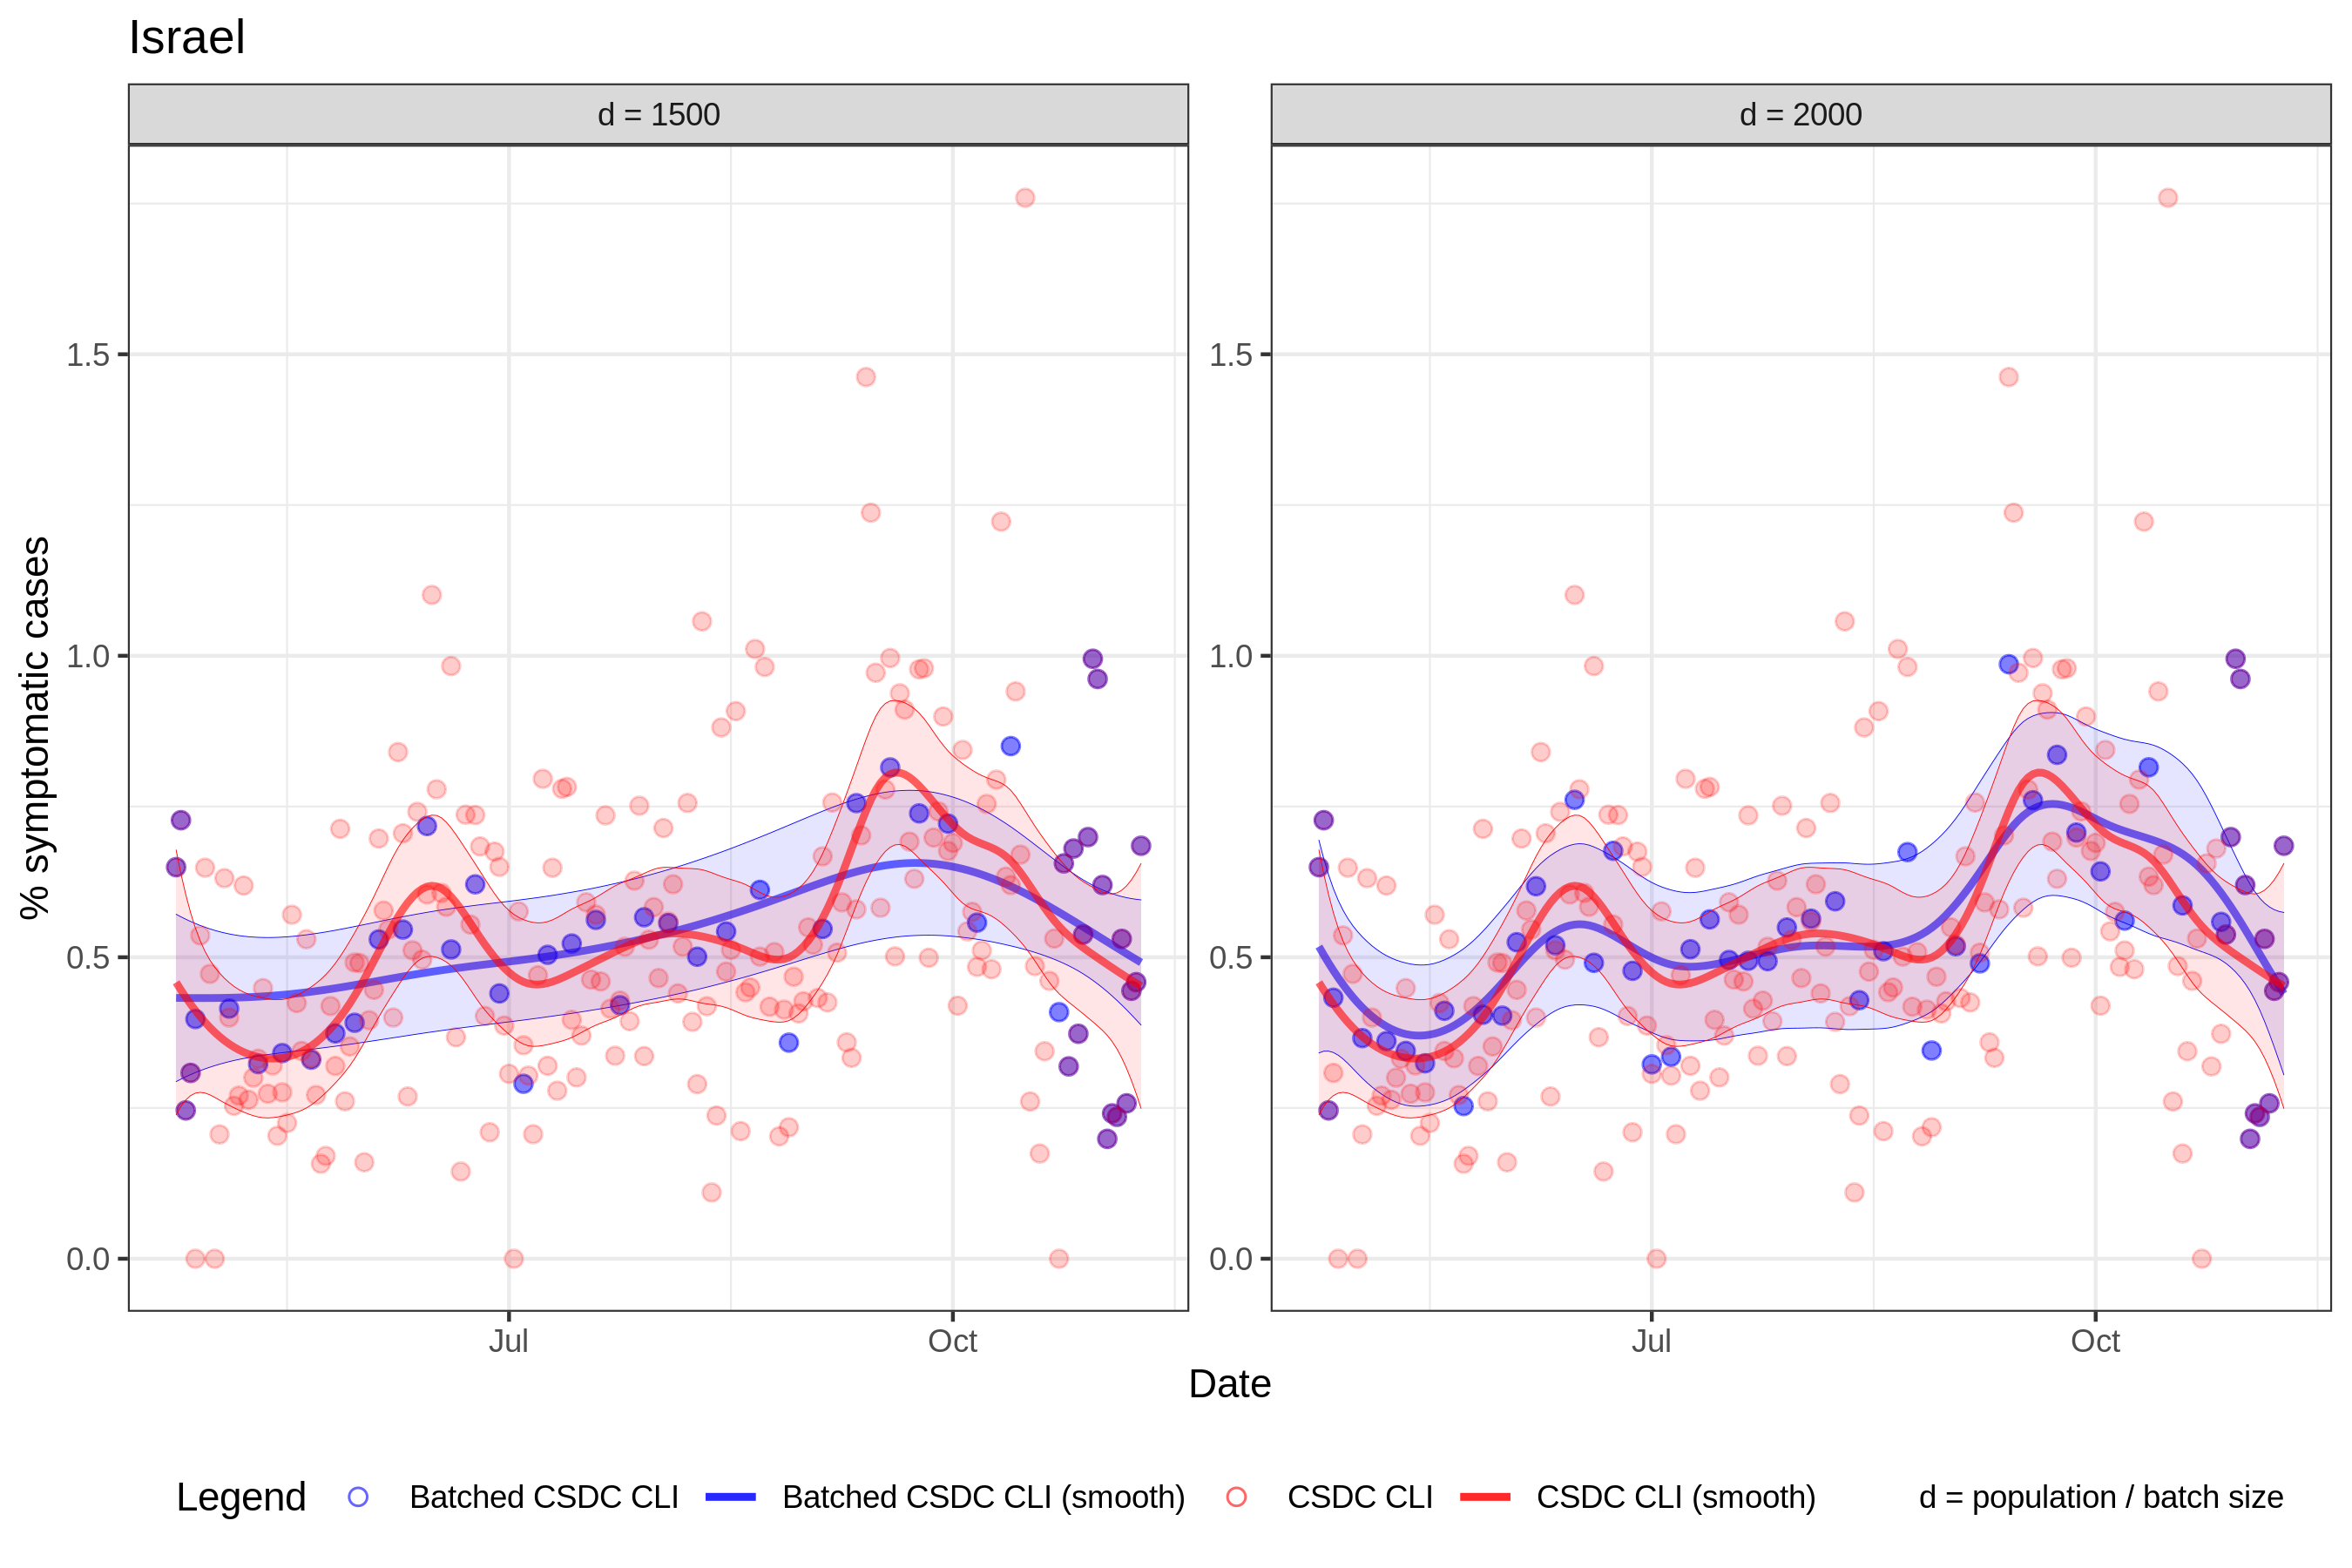 Israel
d = 1500
d = 2000
% symptomatic cases
1.5
1.0
0.5
0.0
1.5
1.0
0.5
0.0
Jul
Oct
Jul
Oct
Date
Legend
Batched CSDC CLI
Batched CSDC CLI (smooth)
CSDC CLI
CSDC CLI (smooth)
d = population / batch size